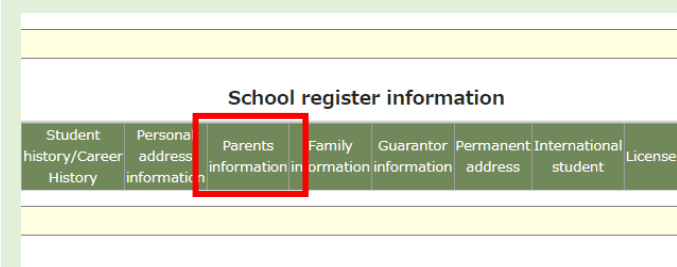 School register information
Student history/Career History
Personal address information
Parents information
Family information
Guarantor information
Permanent address
International student
License